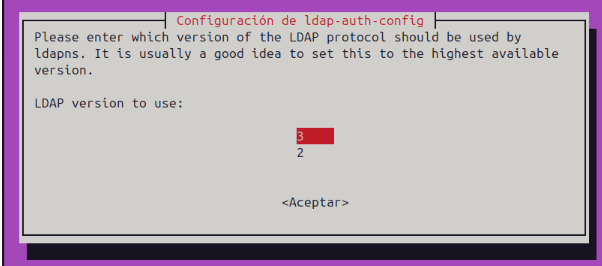 Configuración de ldap-auth-config
Please enter which version of the LDAP protocol should be used by
ldapns. It is usually a good idea to set this to the highest available
version.
LDAP version to use:
3
2
<Aceptar>